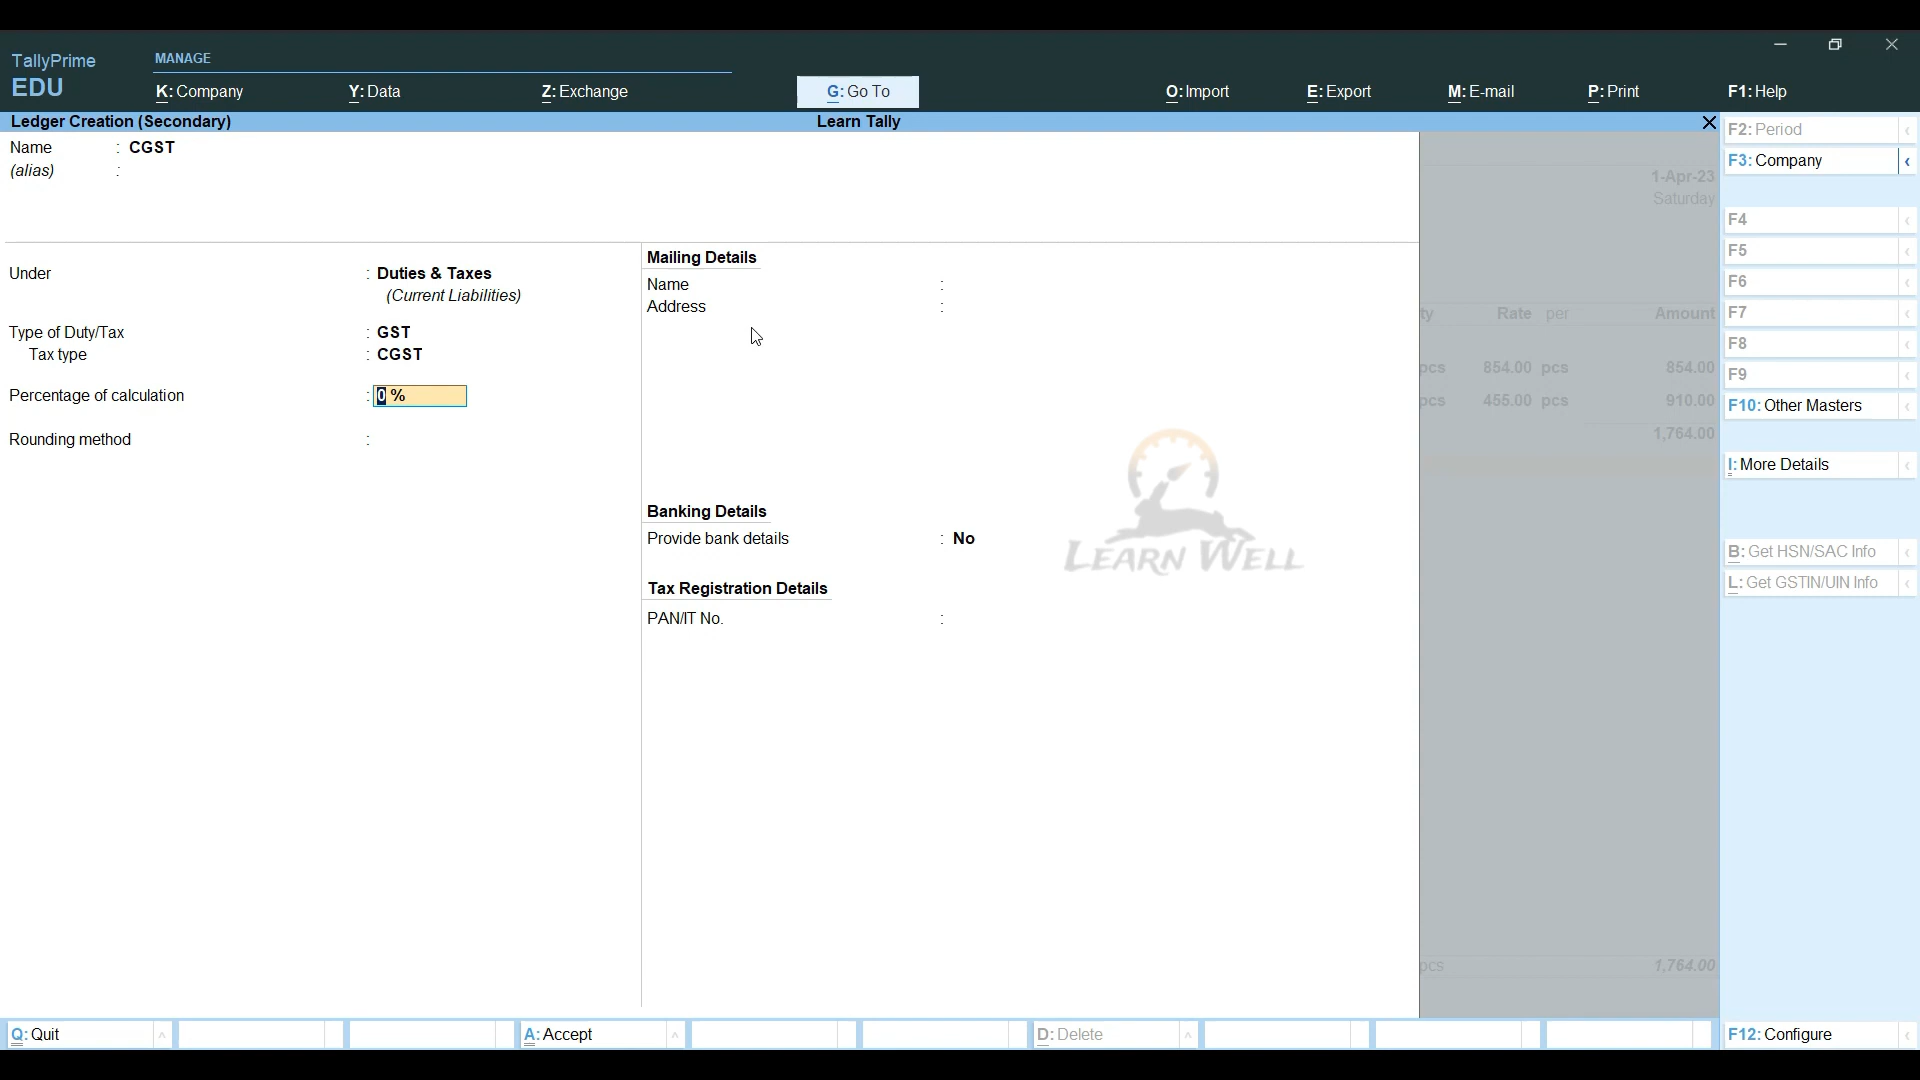 TallyPrime
EDU
MANAGE
K: Company
Y: Data
Z: Exchange
G: Go To
O: Import
E: Export
M: E-mail
P: Print
F1: Help
Ledger Creation (Secondary)
Learn Tally
Name : CGST
(alias) :
Under : Duties & Taxes
(Current Liabilities)
Type of Duty/Tax : GST
Tax type : CGST
Percentage of calculation : 0 %
Rounding method :
Mailing Details
Name :
Address :
Banking Details
Provide bank details : No
Tax Registration Details
PAN/IT No. :
LEARN WELL
1-Apr-23
Saturday
ty Rate per Amount
pcs 854.00 pcs 854.00
pcs 455.00 pcs 910.00
1,764.00
pcs 1,764.00
F2: Period
F3: Company
F4
F5
F6
F7
F8
F9
F10: Other Masters
I: More Details
B: Get HSN/SAC Info
L: Get GSTIN/UIN Info
Q: Quit
A: Accept
D: Delete
F12: Configure